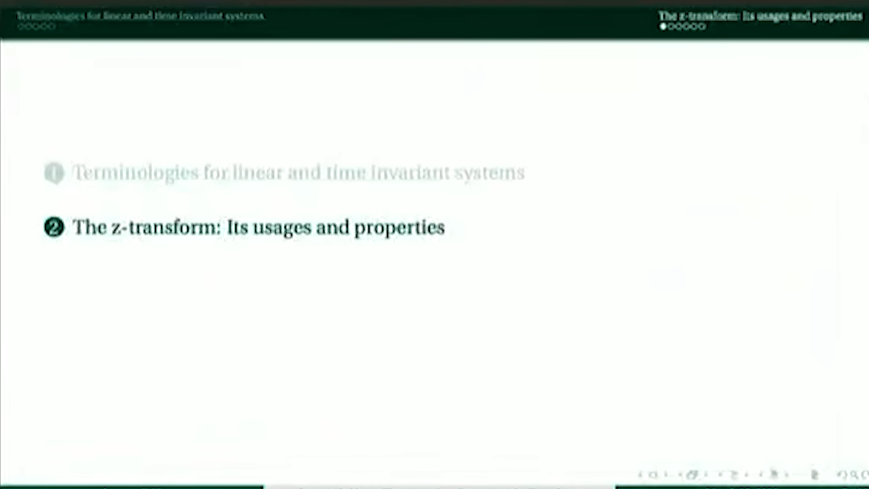 Terminologies for linear and time invariant systems
The z-transform: Its usages and properties
1 Terminologies for linear and time invariant systems
2 The z-transform: Its usages and properties